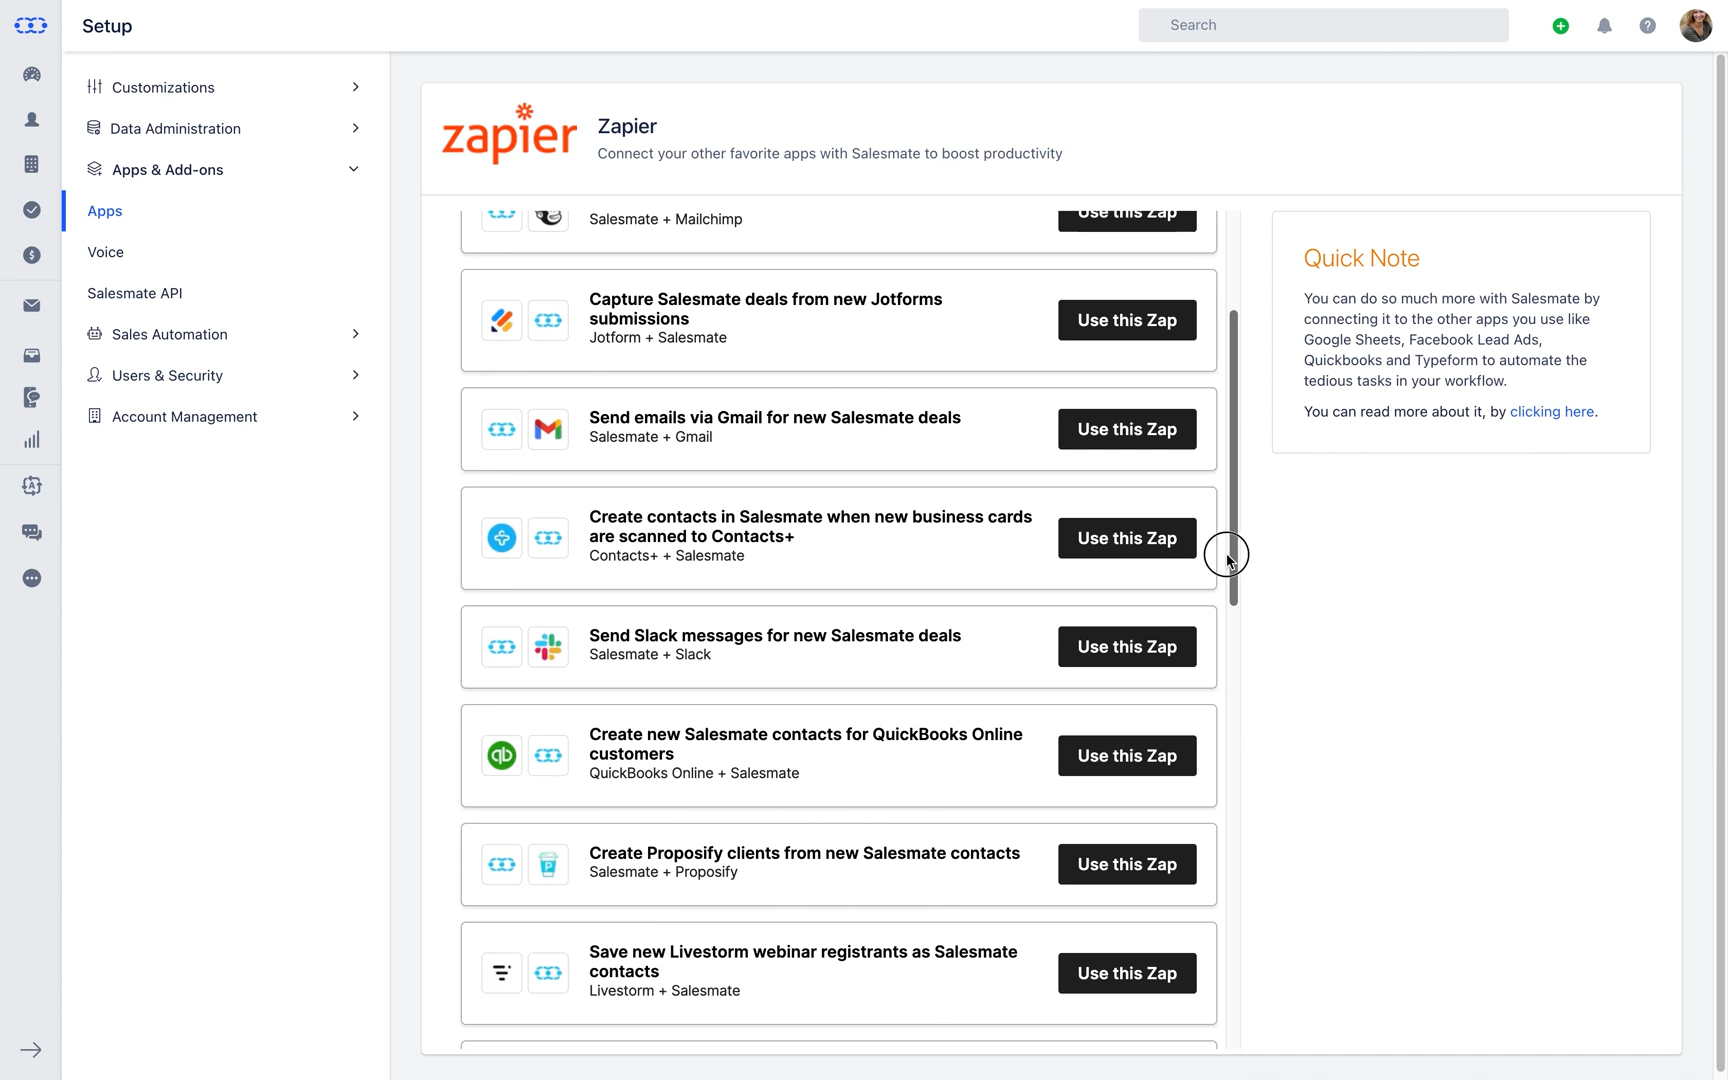 Setup
Search
Customizations
Data Administration
Apps & Add-ons
Apps
Voice
Salesmate API
Sales Automation
Users & Security
Account Management
zapier
Zapier
Connect your other favorite apps with Salesmate to boost productivity
Salesmate + Mailchimp
Use this Zap
Capture Salesmate deals from new Jotforms
submissions
Jotform + Salesmate
Use this Zap
Send emails via Gmail for new Salesmate deals
Salesmate + Gmail
Use this Zap
Create contacts in Salesmate when new business cards
are scanned to Contacts+
Contacts+ + Salesmate
Use this Zap
Send Slack messages for new Salesmate deals
Salesmate + Slack
Use this Zap
Create new Salesmate contacts for QuickBooks Online
customers
QuickBooks Online + Salesmate
Use this Zap
Create Proposify clients from new Salesmate contacts
Salesmate + Proposify
Use this Zap
Save new Livestorm webinar registrants as Salesmate
contacts
Livestorm + Salesmate
Use this Zap
Quick Note
You can do so much more with Salesmate by
connecting it to the other apps you use like
Google Sheets, Facebook Lead Ads,
Quickbooks and Typeform to automate the
tedious tasks in your workflow.
You can read more about it, by clicking here.